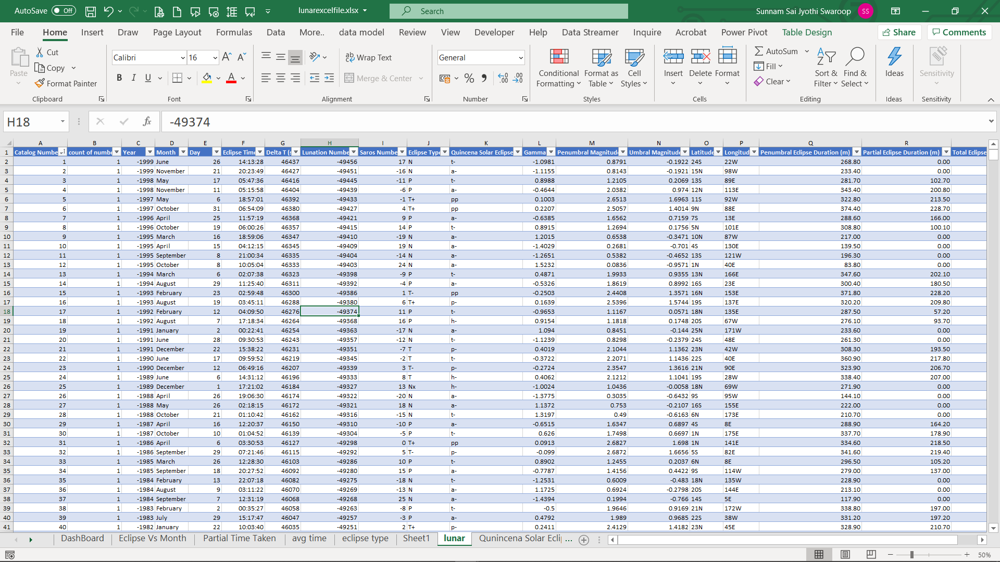 AutoSave Off lunarexcelfile.xlsx Search Sunnam Sai Jyothi Swaroop SS
File Home Insert Draw Page Layout Formulas Data More.. data model Review View Developer Help Data Streamer Inquire Acrobat Power Pivot Table Design Share Comments
Paste Cut Copy Format Painter Clipboard
Calibri 16 B I U A Font
Wrap Text Merge & Center Alignment
General % Number
Conditional Formatting Format as Table Cell Styles Styles
Insert Delete Format Cells
AutoSum Fill Clear Sort & Filter Find & Select Editing
Ideas Ideas
Sensitivity Sensitivity
H18 fx -49374
A B C D E F G H I J K L M N O P Q R
1 Catalog Numbe count of numbe Year Month Day Eclipse Time Delta T (s Lunation Numbe Saros Numbe Eclipse Type Quincena Solar Eclipse Gamma Penumbral Magnitud Umbral Magnitud Latitude Longitud Penumbral Eclipse Duration (m) Partial Eclipse Duration (m) Total Eclipse
2 1 1 -1999 June 26 14:13:28 46437 -49456 17 N t- -1.0981 0.8791 -0.1922 24S 22W 268.80 0.00
3 2 1 -1999 November 21 20:23:49 46427 -49451 -16 N a- -1.1155 0.8143 -0.1921 15N 98W 233.40 0.00
4 3 1 -1998 May 17 05:47:36 46416 -49445 -11 P t- 0.8988 1.2105 0.2069 13S 89E 281.70 102.70
5 4 1 -1998 November 11 05:15:58 46404 -49439 -6 P a- -0.4644 2.0382 0.974 12N 113E 343.40 200.80
6 5 1 -1997 May 6 18:57:01 46392 -49433 -1 T+ pp 0.1003 2.6513 1.6963 11S 92W 322.80 213.50
7 6 1 -1997 October 31 06:54:09 46380 -49427 4 T+ pp 0.2207 2.5057 1.4014 9N 88E 374.40 228.70
8 7 1 -1996 April 25 11:57:19 46368 -49421 9 P a- -0.6385 1.6562 0.7159 7S 13E 288.60 166.00
9 8 1 -1996 October 19 06:00:26 46357 -49415 14 P t- 0.8915 1.2694 0.1756 5N 101E 308.80 100.10
10 9 1 -1995 March 16 18:59:06 46347 -49410 -19 N a- 1.2015 0.6538 -0.3471 10N 87W 217.00 0.00
11 10 1 -1995 April 15 04:12:15 46345 -49409 19 N a- -1.4029 0.2681 -0.701 4S 130E 139.50 0.00
12 11 1 -1995 September 8 21:00:34 46335 -49404 -14 N a- -1.2651 0.5382 -0.4652 13S 121W 196.30 0.00
13 12 1 -1995 October 8 10:05:04 46333 -49403 24 N a- 1.5232 0.0836 -0.9571 1N 40E 83.80 0.00
14 13 1 -1994 March 6 02:07:38 46323 -49398 -9 P t- 0.4871 1.9933 0.9355 13N 166E 347.60 202.10
15 14 1 -1994 August 29 11:25:40 46311 -49392 -4 P a- -0.5326 1.8619 0.8992 16S 23E 300.40 180.50
16 15 1 -1993 February 23 02:59:48 46300 -49386 1 T- pp -0.2503 2.4408 1.3571 16N 153E 371.80 228.20
17 16 1 -1993 August 19 03:45:11 46288 -49380 6 T+ p- 0.1639 2.5396 1.5744 19S 137E 320.20 209.80
18 17 1 -1992 February 12 04:09:50 46276 -49374 11 P t- -0.9653 1.1167 0.0571 18N 135E 287.50 57.20
19 18 1 -1992 August 7 17:18:34 46264 -49368 16 P h- 0.9154 1.1818 0.1748 20S 67W 276.10 93.70
20 19 1 -1991 January 2 00:22:41 46254 -49363 -17 N a- 1.094 0.8451 -0.144 25N 171W 233.60 0.00
21 20 1 -1991 June 28 09:30:53 46243 -49357 -12 N t- -1.1239 0.8298 -0.2379 24S 48E 261.30 0.00
22 21 1 -1991 December 22 15:38:22 46231 -49351 -7 T p- 0.4019 2.1044 1.1362 23N 42W 308.30 193.50
23 22 1 -1990 June 17 09:59:52 46219 -49345 -2 T t- -0.3722 2.2071 1.1436 22S 40E 360.90 217.80
24 23 1 -1990 December 12 06:49:16 46207 -49339 3 T- p- -0.2724 2.3547 1.3616 21N 90E 323.90 206.70
25 24 1 -1989 June 6 14:31:12 46196 -49333 8 T h- 0.4062 2.1212 1.1041 19S 28W 338.40 207.00
26 25 1 -1989 December 1 17:21:02 46184 -49327 13 Nx h- -1.0024 1.0436 -0.0058 18N 69W 271.90 0.00
27 26 1 -1988 April 26 19:06:30 46174 -49322 -20 N a- -1.3775 0.3035 -0.6432 9S 95W 144.10 0.00
28 27 1 -1988 May 26 02:18:15 46172 -49321 18 N a- 1.1372 0.753 -0.2107 16S 155E 222.00 0.00
29 28 1 -1988 October 21 01:10:42 46162 -49316 -15 N t- 1.3197 0.49 -0.6163 6N 173E 210.70 0.00
30 29 1 -1987 April 16 12:20:37 46150 -49310 -10 P a- -0.6515 1.6347 0.6897 4S 8E 288.90 164.20
31 30 1 -1987 October 10 01:04:52 46139 -49304 -5 P t- 0.626 1.7498 0.6697 1N 175E 337.70 178.90
32 31 1 -1986 April 6 03:30:53 46127 -49298 0 T+ pp 0.0913 2.6827 1.698 1N 141E 334.60 218.50
33 32 1 -1986 September 29 07:21:46 46115 -49292 5 T- p- -0.099 2.6872 1.6656 5S 82E 341.60 219.40
34 33 1 -1985 March 26 12:28:30 46103 -49286 10 P t- 0.8902 1.2455 0.2037 6N 8E 296.50 105.20
35 34 1 -1985 September 18 20:27:52 46092 -49280 15 P a- -0.7787 1.4156 0.4422 9S 114W 279.00 137.00
36 35 1 -1984 February 13 22:07:18 46082 -49275 -18 N t- -1.2531 0.6009 -0.483 18N 135W 228.90 0.00
37 36 1 -1984 August 9 03:11:22 46070 -49269 -13 N a- 1.1725 0.6924 -0.2798 20S 144E 213.10 0.00
38 37 1 -1984 September 7 12:31:19 46068 -49268 25 N a- -1.4394 0.1994 -0.766 14S 5E 117.90 0.00
39 38 1 -1983 February 2 00:35:27 46058 -49263 -8 P t- -0.5 1.9646 0.9169 21N 172W 338.80 197.00
40 39 1 -1983 July 29 15:17:47 46047 -49257 -3 P a- 0.4792 1.989 0.9685 22S 38W 331.20 197.20
41 40 1 -1982 January 22 10:03:40 46035 -49251 2 T+ p- 0.2411 2.4129 1.4182 23N 45E 328.90 210.70
DashBoard Eclipse Vs Month Partial Time Taken avg time eclipse type Sheet1 lunar Qunincena Solar Ecli ...
50%